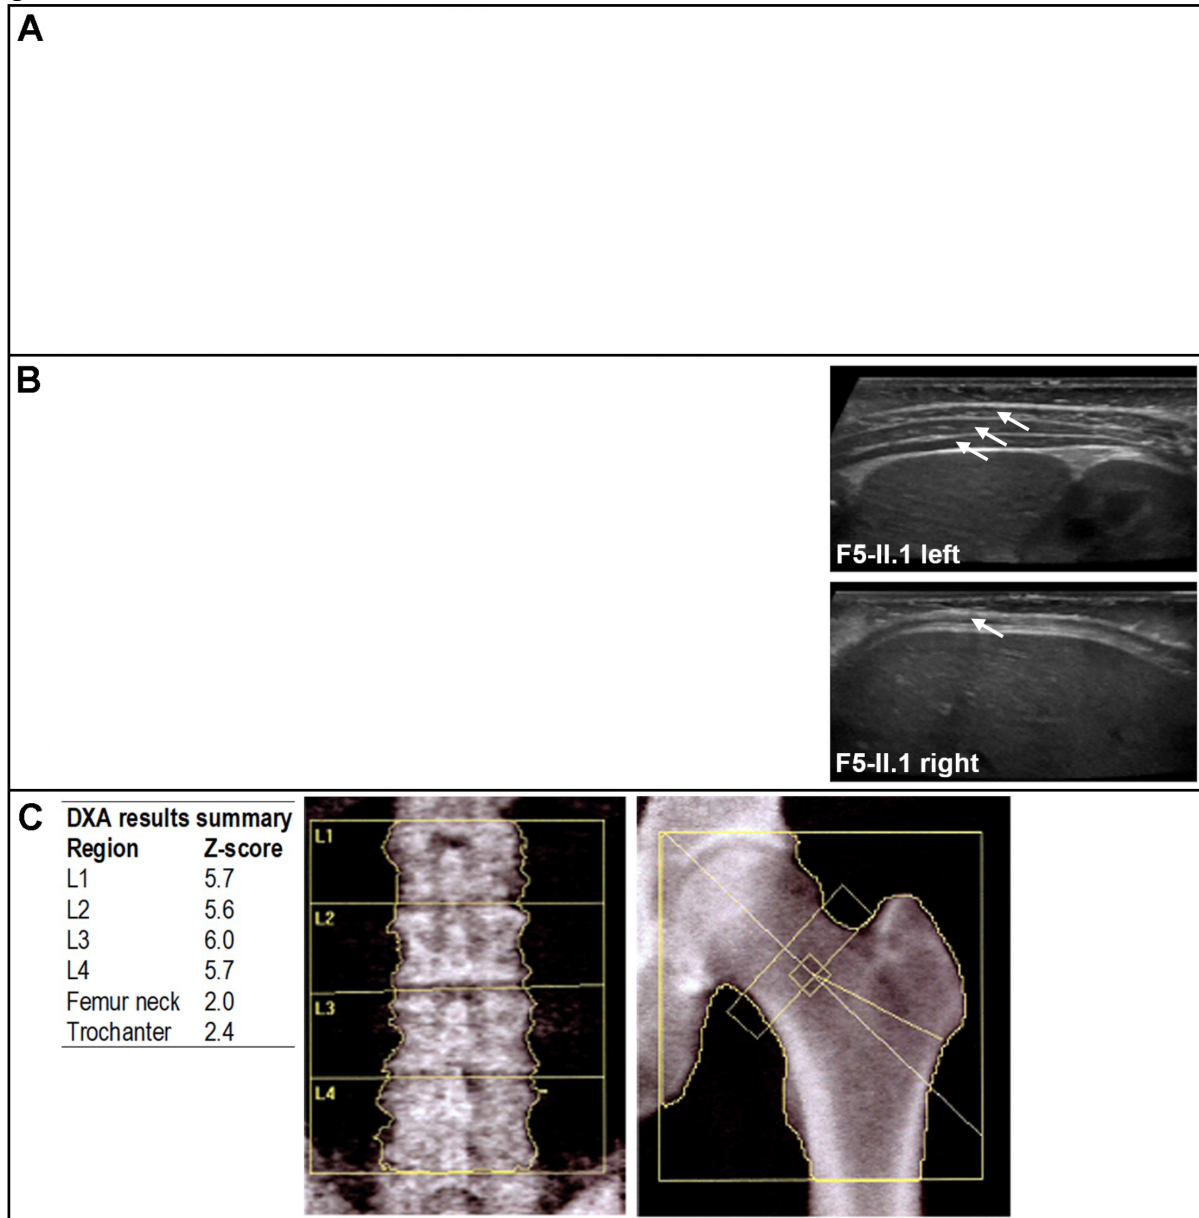 A
B
F5-II.1 left
F5-II.1 right
C
DXA results summary
Region Z-score
L1 5.7
L2 5.6
L3 6.0
L4 5.7
Femur neck 2.0
Trochanter 2.4
L1
L2
L3
L4